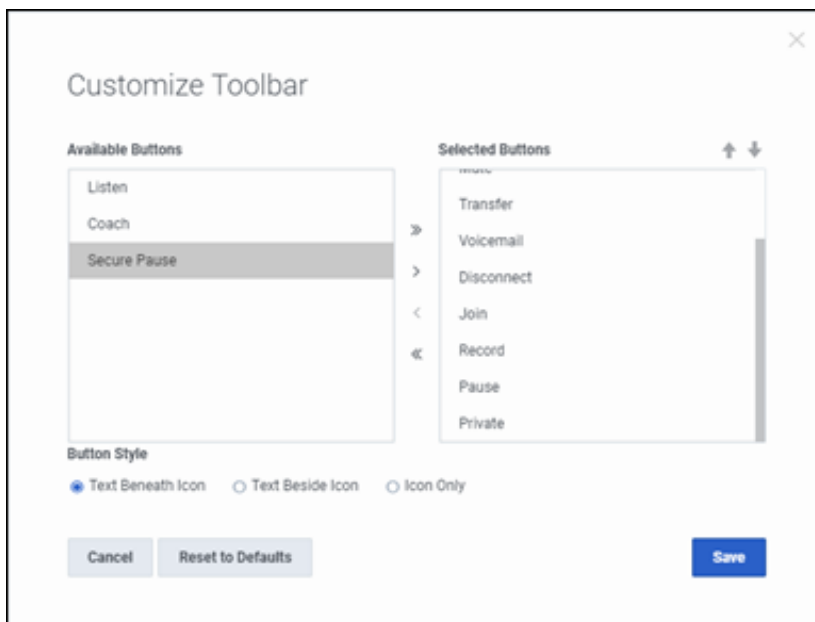 Customize Toolbar
Available Buttons
Listen
Coach
Secure Pause
Selected Buttons
Transfer
Voicemail
Disconnect
Join
Record
Pause
Private
Button Style
Text Beneath Icon Text Beside Icon Icon Only
Cancel Reset to Defaults Save